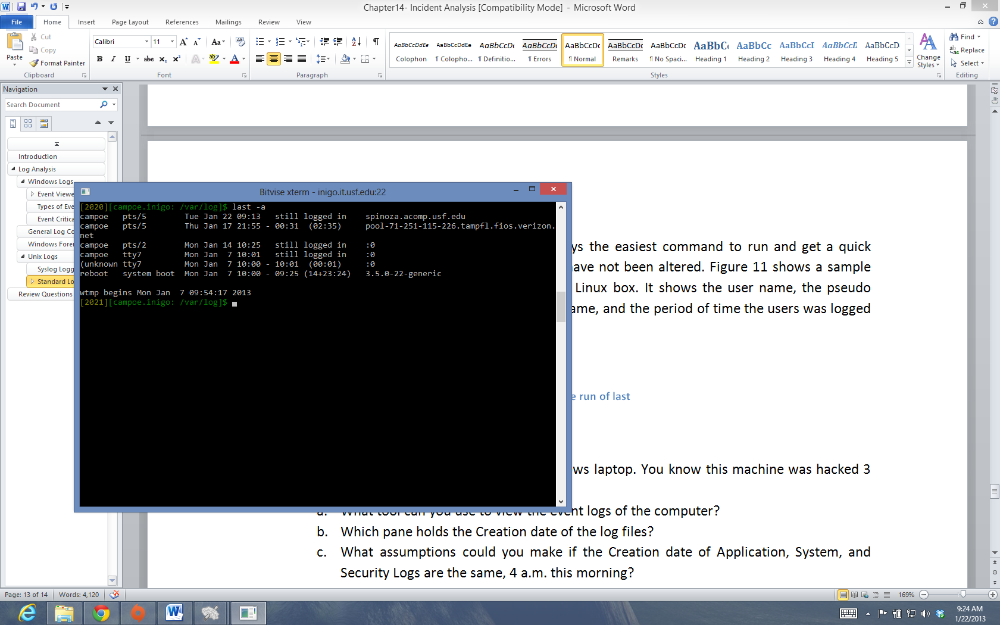 Chapter14- Incident Analysis [Compatibility Mode] - Microsoft Word
File Home Insert Page Layout References Mailings Review View
Paste
Cut
Copy
Format Painter
Clipboard
Calibri 11
Font
Paragraph
AaBbCcDdEe AaBbCcDdEe AaBbCcDc AaBbCcDc AaBbCcDc AaBbCcDc AaBbCcDc AaBbCc AaBbCc AaBbCcI AaBbCcD AaBbCcD
Colophon ¶ Colopho... ¶ Definitio... ¶ Errors ¶ Normal Remarks ¶ No Spaci... Heading 1 Heading 2 Heading 3 Heading 4 Heading 5
Styles
Change Styles
Find
Replace
Select
Editing
Navigation
Search Document
Introduction
Log Analysis
Windows Logs
Event Viewe
Types of Eve
Event Critica
General Log Co
Windows Foren
Unix Logs
Syslog Logg
Standard Lo
Review Questions
Bitvise xterm - inigo.it.usf.edu:22
[2020][campoe.inigo: /var/log]$ last -a
campoe pts/5 Tue Jan 22 09:13 still logged in spinoza.acomp.usf.edu
campoe pts/5 Thu Jan 17 21:55 - 00:31 (02:35) pool-71-251-115-226.tampfl.fios.verizon.
net
campoe pts/2 Mon Jan 14 10:25 still logged in :0
campoe tty7 Mon Jan 7 10:01 still logged in :0
(unknown tty7 Mon Jan 7 10:00 - 10:01 (00:01) :0
reboot system boot Mon Jan 7 10:00 - 09:25 (14+23:24) 3.5.0-22-generic
wtmp begins Mon Jan 7 09:54:17 2013
[2021][campoe.inigo: /var/log]$
ys the easiest command to run and get a quick
ave not been altered. Figure 11 shows a sample
Linux box. It shows the user name, the pseudo
ame, and the period of time the users was logged
e run of last
ws laptop. You know this machine was hacked 3
a. What tool can you use to view the event logs of the computer?
b. Which pane holds the Creation date of the log files?
c. What assumptions could you make if the Creation date of Application, System, and
Security Logs are the same, 4 a.m. this morning?
Page: 13 of 14 Words: 4,120 169%
9:24 AM
1/22/2013